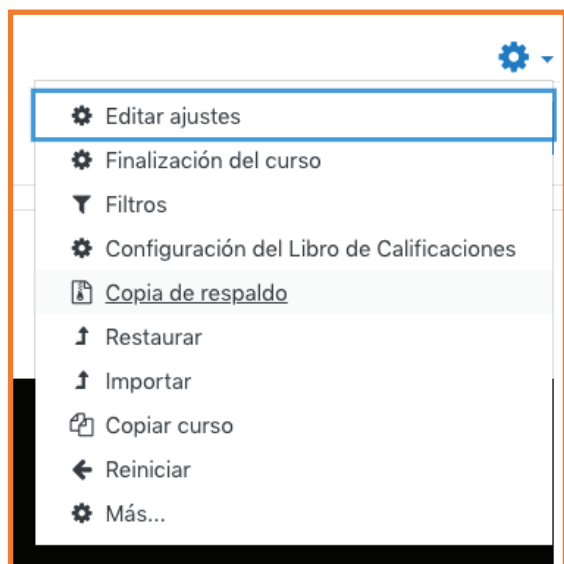 Editar ajustes
Finalización del curso
Filtros
Configuración del Libro de Calificaciones
Copia de respaldo
Restaurar
Importar
Copiar curso
Reiniciar
Más...